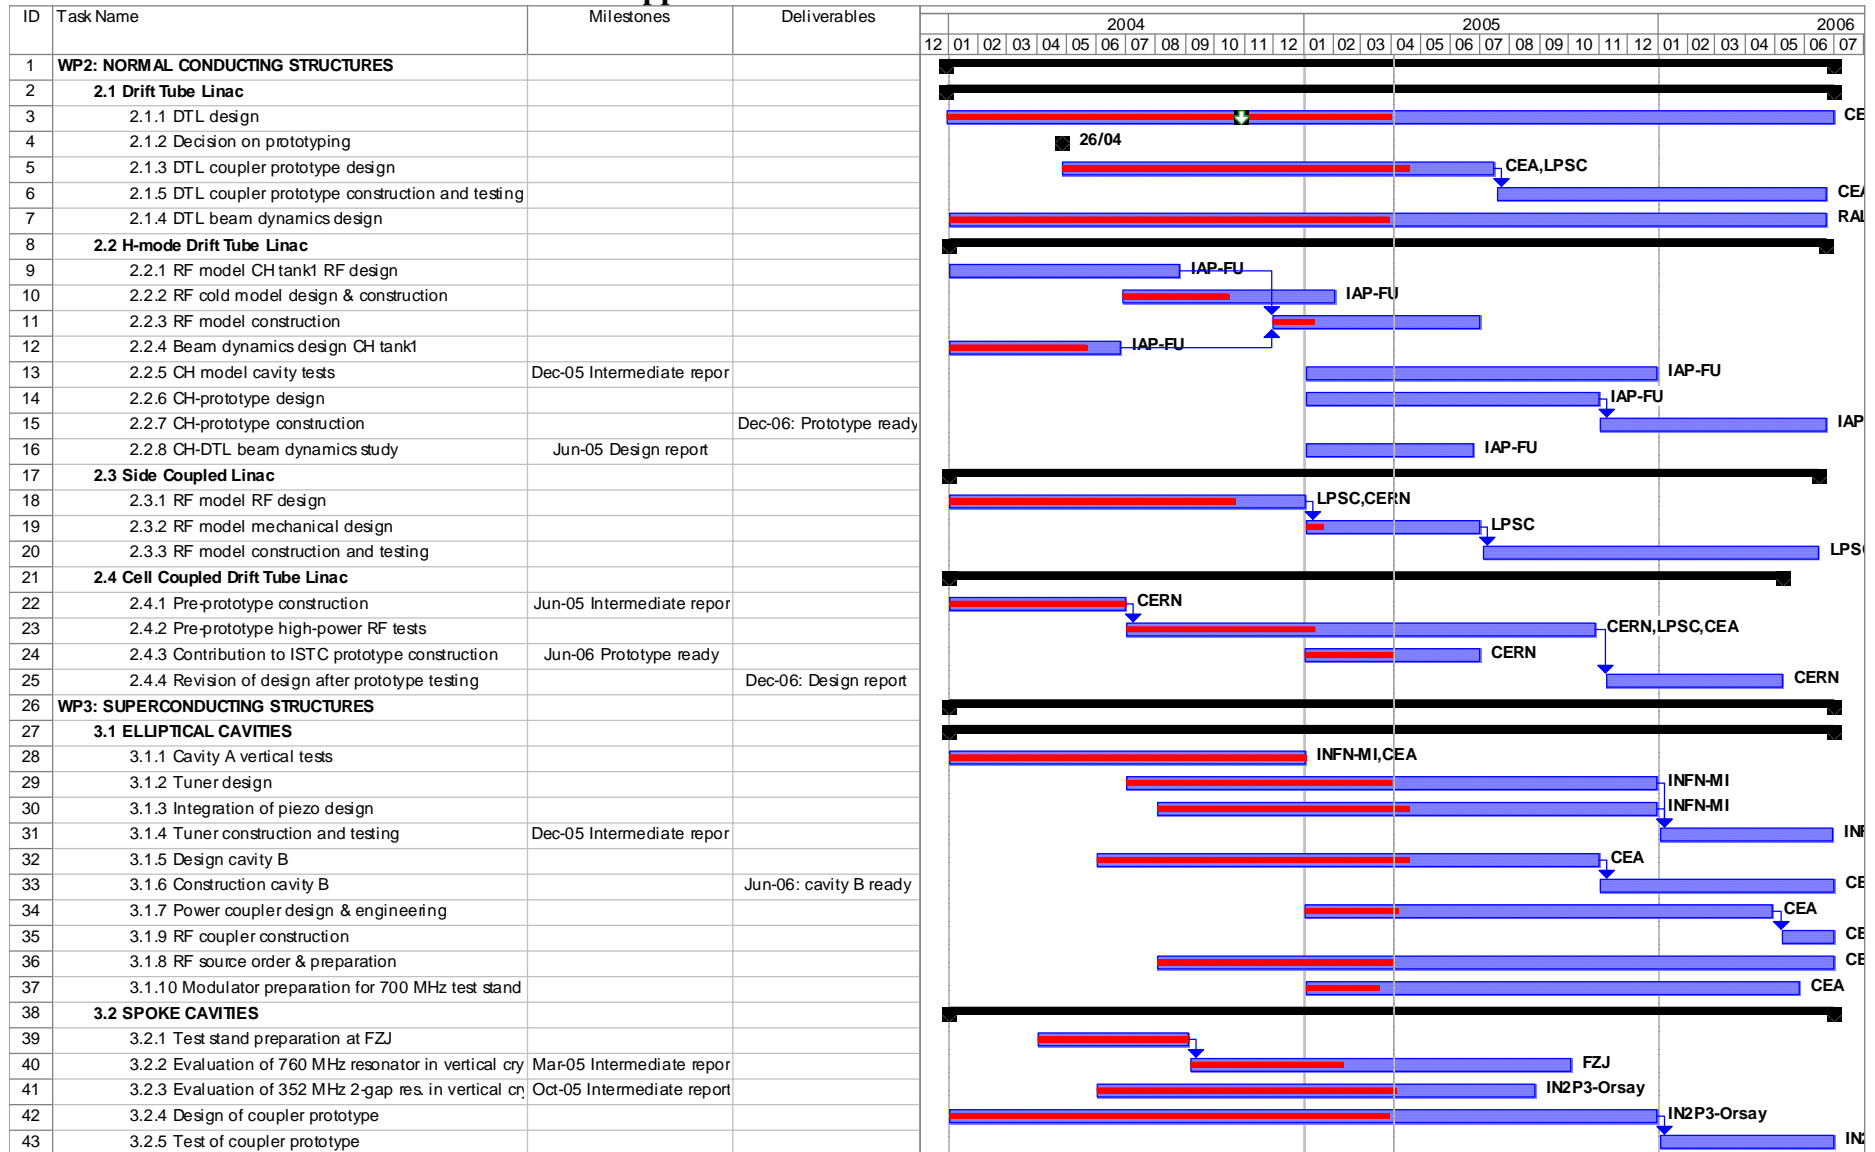 ID Task Name Milestones Deliverables 2004 2005 2006
12 01 02 03 04 05 06 07 08 09 10 11 12 01 02 03 04 05 06 07 08 09 10 11 12 01 02 03 04 05 06 07
1 WP2: NORMAL CONDUCTING STRUCTURES
2 2.1 Drift Tube Linac
3 2.1.1 DTL design CE
4 2.1.2 Decision on prototyping 26/04
5 2.1.3 DTL coupler prototype design CEA,LPSC
6 2.1.5 DTL coupler prototype construction and testing CEA
7 2.1.4 DTL beam dynamics design RAL
8 2.2 H-mode Drift Tube Linac
9 2.2.1 RF model CH tank1 RF design IAP-FU
10 2.2.2 RF cold model design & construction IAP-FU
11 2.2.3 RF model construction
12 2.2.4 Beam dynamics design CH tank1 IAP-FU
13 2.2.5 CH model cavity tests Dec-05 Intermediate repor IAP-FU
14 2.2.6 CH-prototype design IAP-FU
15 2.2.7 CH-prototype construction Dec-06: Prototype ready IAP
16 2.2.8 CH-DTL beam dynamics study Jun-05 Design report IAP-FU
17 2.3 Side Coupled Linac
18 2.3.1 RF model RF design LPSC,CERN
19 2.3.2 RF model mechanical design LPSC
20 2.3.3 RF model construction and testing LPS
21 2.4 Cell Coupled Drift Tube Linac
22 2.4.1 Pre-prototype construction Jun-05 Intermediate repor CERN
23 2.4.2 Pre-prototype high-power RF tests CERN,LPSC,CEA
24 2.4.3 Contribution to ISTC prototype construction Jun-06 Prototype ready CERN
25 2.4.4 Revision of design after prototype testing Dec-06: Design report CERN
26 WP3: SUPERCONDUCTING STRUCTURES
27 3.1 ELLIPTICAL CAVITIES
28 3.1.1 Cavity A vertical tests INFN-MI,CEA
29 3.1.2 Tuner design INFN-MI
30 3.1.3 Integration of piezo design INFN-MI
31 3.1.4 Tuner construction and testing Dec-05 Intermediate repor INF
32 3.1.5 Design cavity B CEA
33 3.1.6 Construction cavity B Jun-06: cavity B ready CE
34 3.1.7 Power coupler design & engineering CEA
35 3.1.9 RF coupler construction CE
36 3.1.8 RF source order & preparation CE
37 3.1.10 Modulator preparation for 700 MHz test stand CEA
38 3.2 SPOKE CAVITIES
39 3.2.1 Test stand preparation at FZJ
40 3.2.2 Evaluation of 760 MHz resonator in vertical cry Mar-05 Intermediate repor FZJ
41 3.2.3 Evaluation of 352 MHz 2-gap res. in vertical cry Oct-05 Intermediate report IN2P3-Orsay
42 3.2.4 Design of coupler prototype IN2P3-Orsay
43 3.2.5 Test of coupler prototype IN2